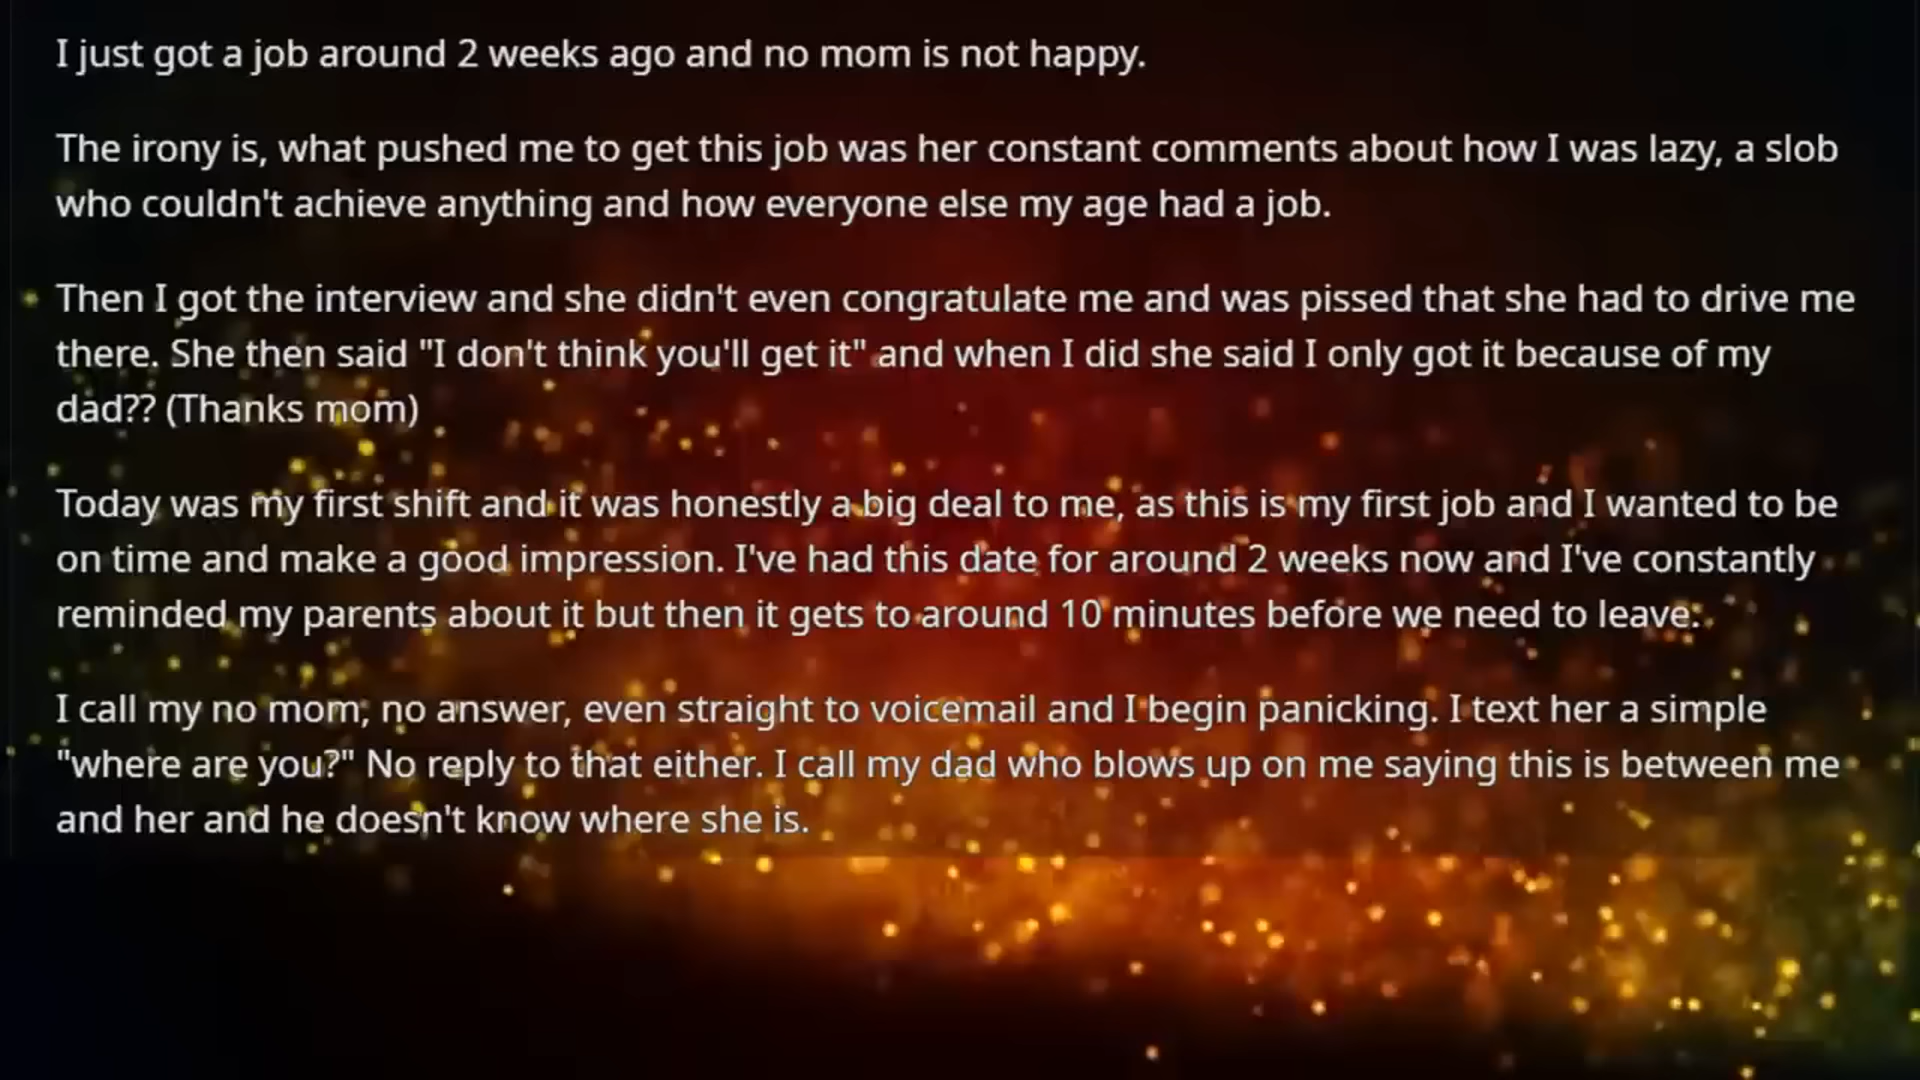 I just got a job around 2 weeks ago and no mom is not happy.
The irony is, what pushed me to get this job was her constant comments about how I was lazy, a slob
who couldn't achieve anything and how everyone else my age had a job.
Then I got the interview and she didn't even congratulate me and was pissed that she had to drive me
there. She then said "I don't think you'll get it" and when I did she said I only got it because of my
dad?? (Thanks mom)
Today was my first shift and it was honestly a big deal to me, as this is my first job and I wanted to be
on time and make a good impression. I've had this date for around 2 weeks now and I've constantly
reminded my parents about it but then it gets to around 10 minutes before we need to leave.
I call my no mom; no answer, even straight to voicemail and I begin panicking. I text her a simple
"where are you?" No reply to that either. I call my dad who blows up on me saying this is between me
and her and he doesn't know where she is.